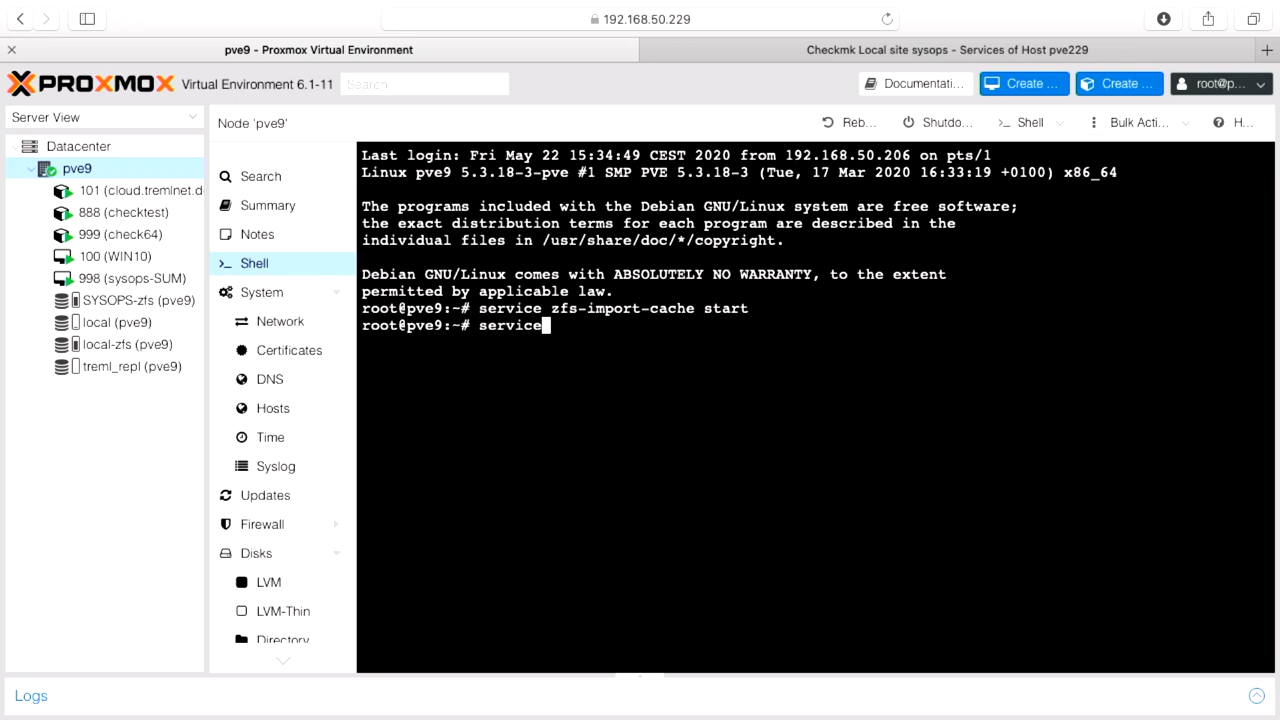 192.168.50.229
pve9 - Proxmox Virtual Environment
Checkmk Local site sysops - Services of Host pve229
PROXMOX Virtual Environment 6.1-11
Search
Documentati...
Create ...
Create ...
root@p...
Server View
Node 'pve9'
Reb...
Shutdo...
Shell
Bulk Acti...
H...
Datacenter
pve9
101 (cloud.tremlnet.d
888 (checktest)
999 (check64)
100 (WIN10)
998 (sysops-SUM)
SYSOPS-zfs (pve9)
local (pve9)
local-zfs (pve9)
treml_repl (pve9)
Search
Summary
Notes
>_ Shell
System
Network
Certificates
DNS
Hosts
Time
Syslog
Updates
Firewall
Disks
LVM
LVM-Thin
Directory
Last login: Fri May 22 15:34:49 CEST 2020 from 192.168.50.206 on pts/1
Linux pve9 5.3.18-3-pve #1 SMP PVE 5.3.18-3 (Tue, 17 Mar 2020 16:33:19 +0100) x86_64
The programs included with the Debian GNU/Linux system are free software;
the exact distribution terms for each program are described in the
individual files in /usr/share/doc/*/copyright.
Debian GNU/Linux comes with ABSOLUTELY NO WARRANTY, to the extent
permitted by applicable law.
root@pve9:~# service zfs-import-cache start
root@pve9:~# service
Logs